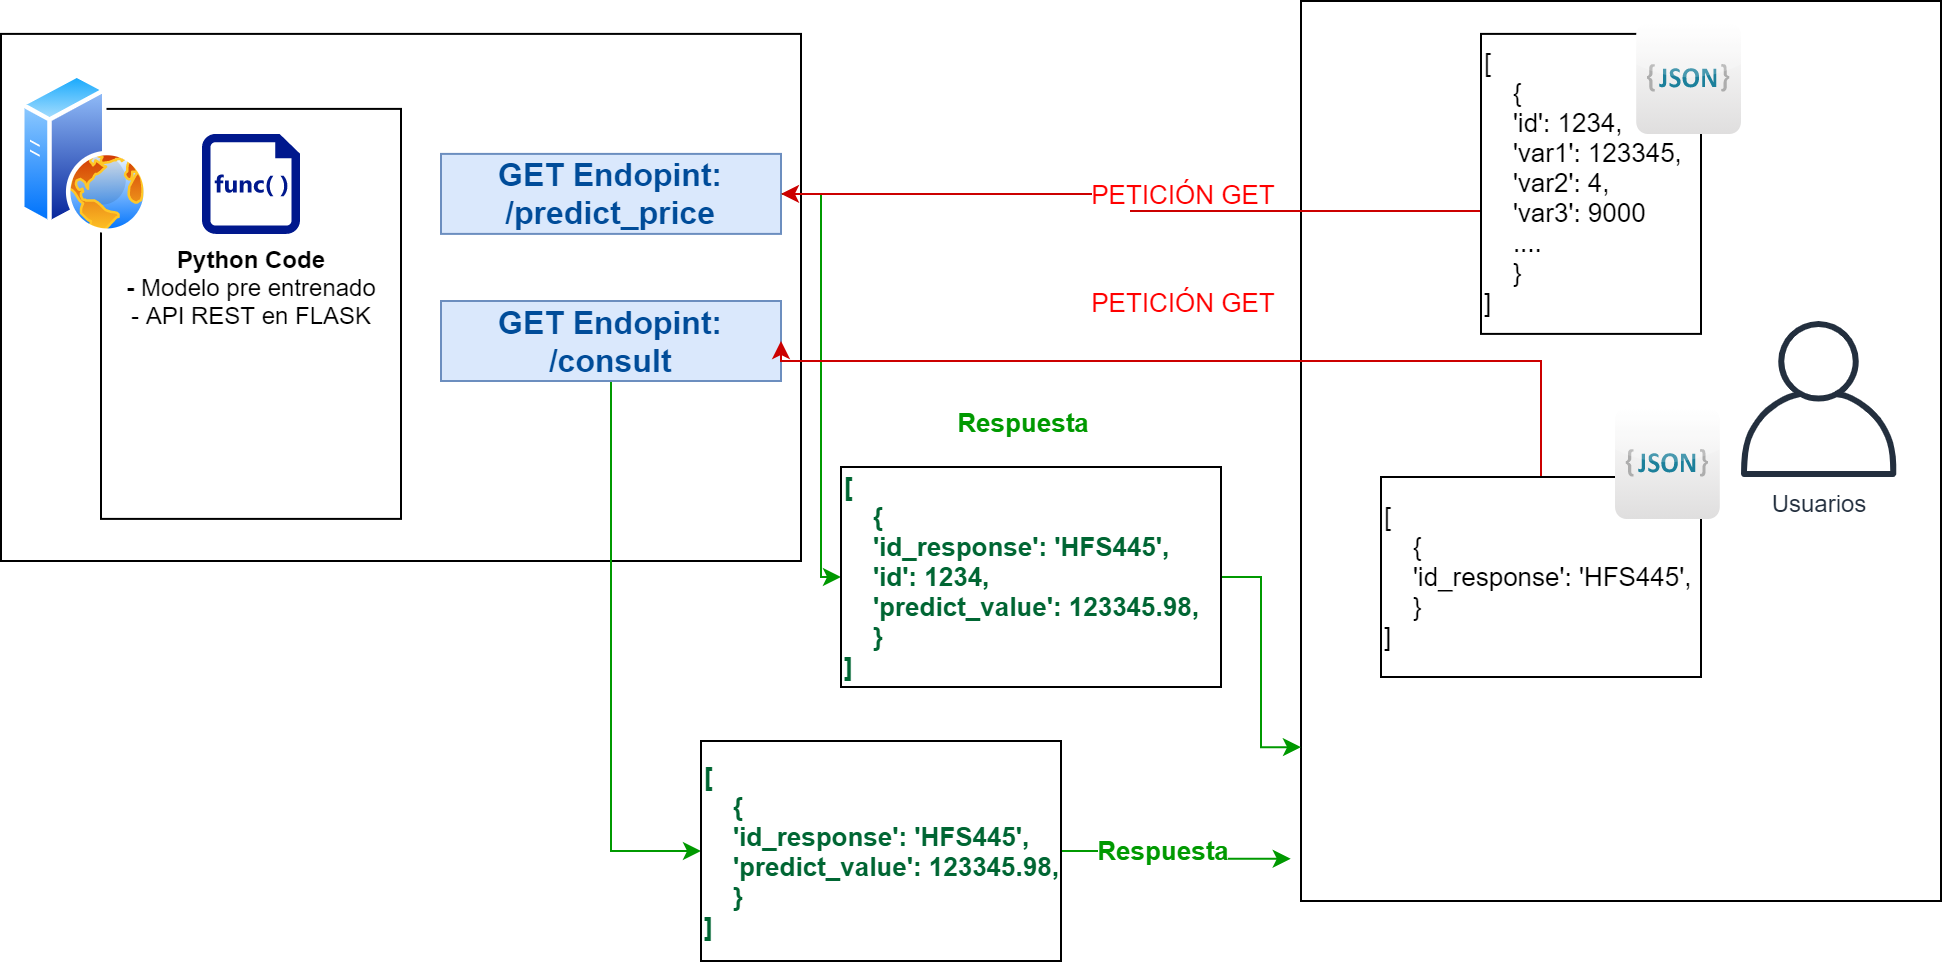 func( )
Python Code
- Modelo pre entrenado
- API REST en FLASK
GET Endopint:
/predict_price
GET Endopint:
/consult
PETICIÓN GET
PETICIÓN GET
{JSON}
[
{
'id': 1234,
'var1': 123345,
'var2': 4,
'var3': 9000
....
}
]
Usuarios
{JSON}
[
{
'id_response': 'HFS445',
}
]
Respuesta
[
{
'id_response': 'HFS445',
'id': 1234,
'predict_value': 123345.98,
}
]
[
{
'id_response': 'HFS445',
'predict_value': 123345.98,
}
]
Respuesta